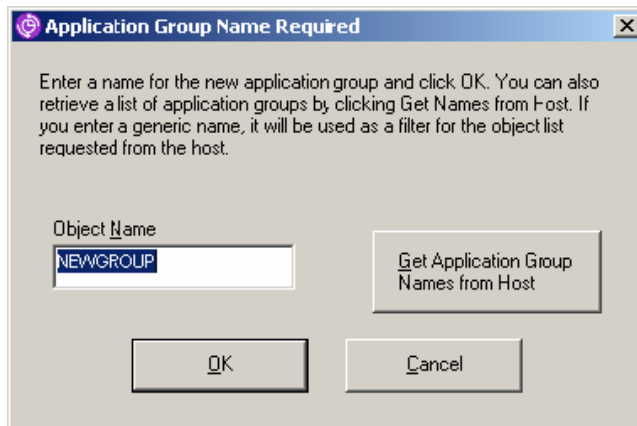 Application Group Name Required
Enter a name for the new application group and click OK. You can also
retrieve a list of application groups by clicking Get Names from Host. If
you enter a generic name, it will be used as a filter for the object list
requested from the host.
Object Name
NEWGROUP
Get Application Group
Names from Host
OK
Cancel